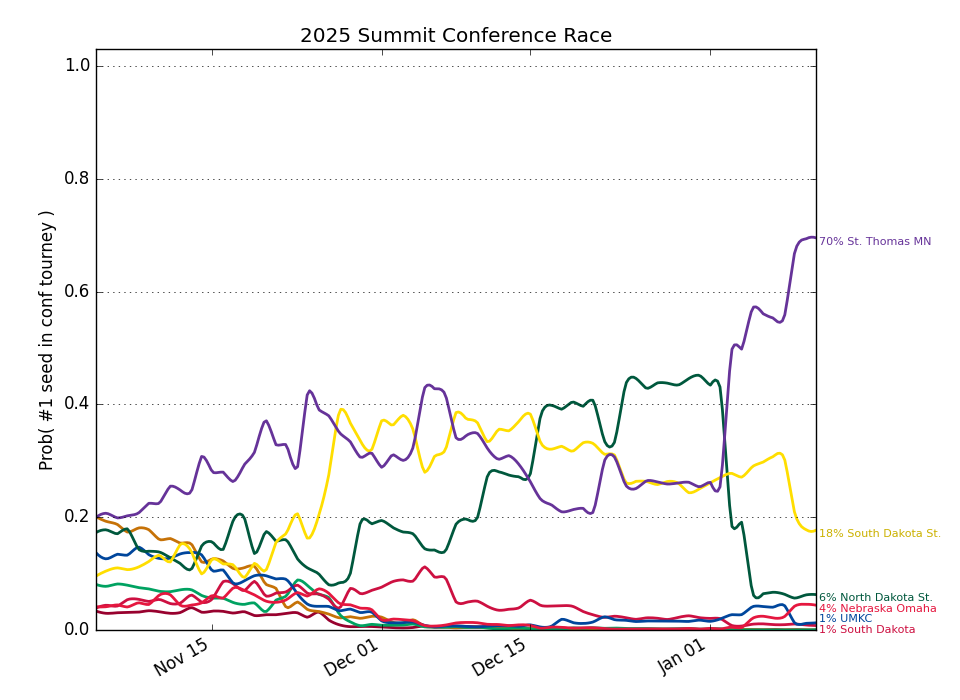 2025 Summit Conference Race
Prob( #1 seed in conf tourney )
1.0
0.8
0.6
0.4
0.2
0.0
Nov 15
Dec 01
Dec 15
Jan 01
70% St. Thomas MN
18% South Dakota St.
6% North Dakota St.
4% Nebraska Omaha
1% UMKC
1% South Dakota